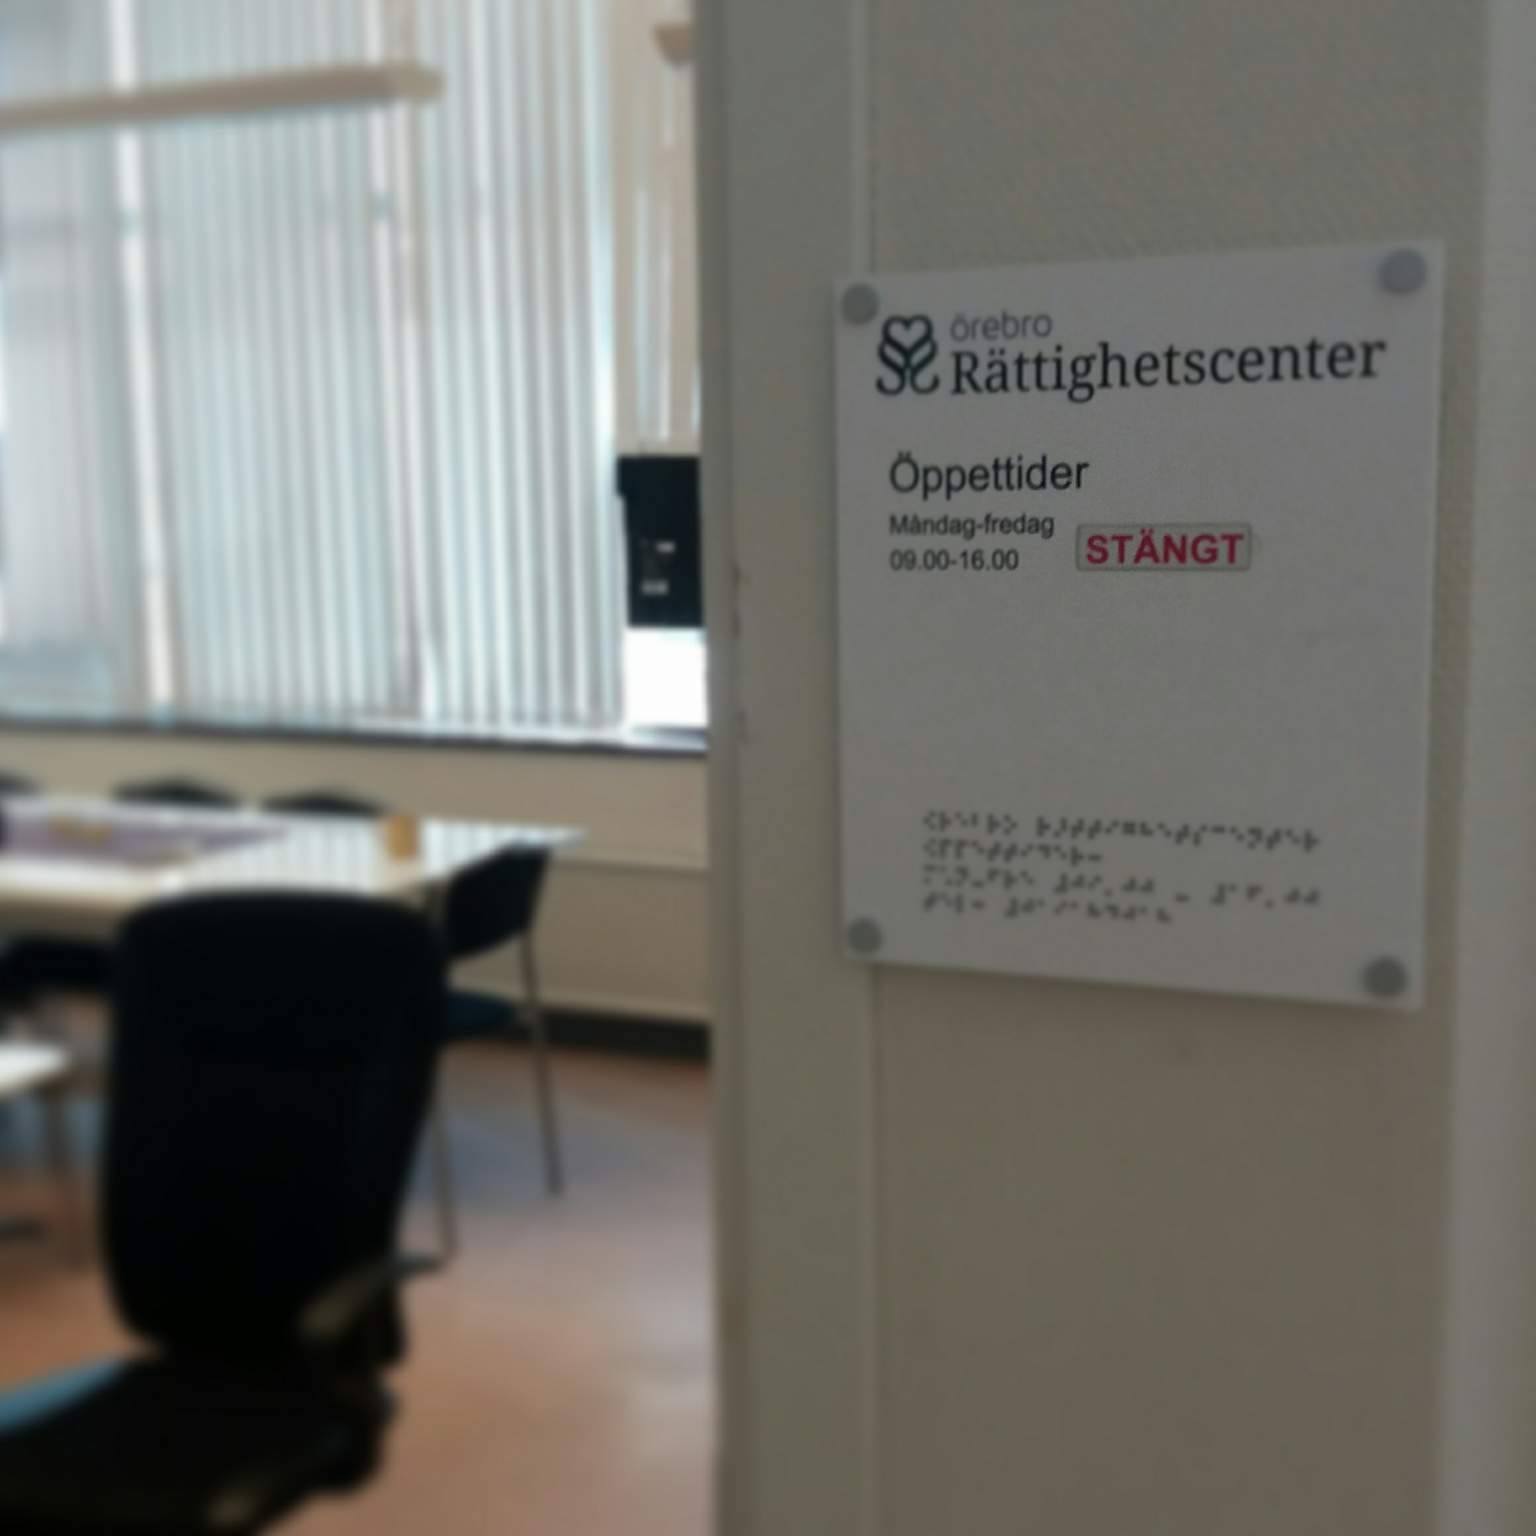 örebro
Rättighetscenter
Öppettider
Måndag-fredag
09.00-16.00
STÄNGT